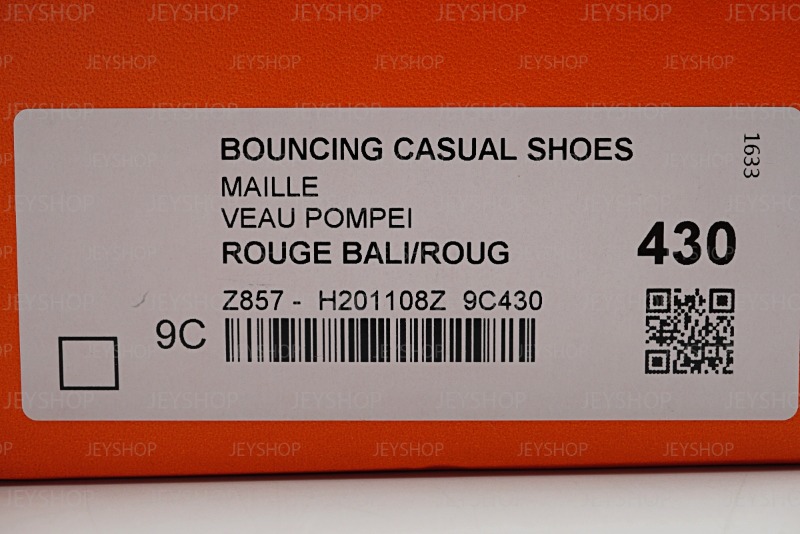 BOUNCING CASUAL SHOES
MAILLE
VEAU POMPEI
ROUGE BALI/ROUG
430
1633
Z857 - H201108Z 9C430
9C
JEYSHOP